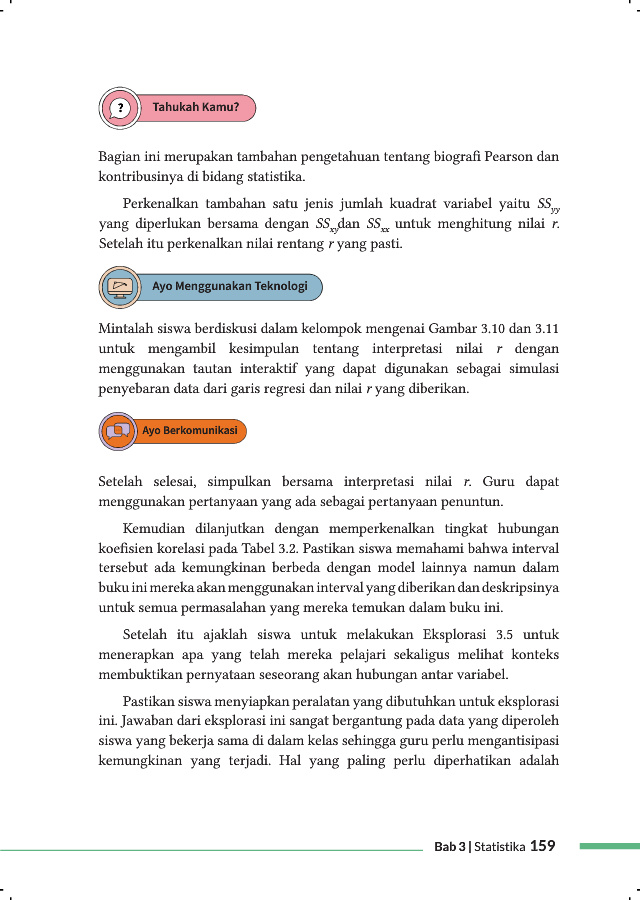 ?
Tahukah Kamu?
Bagian ini merupakan tambahan pengetahuan tentang biografi Pearson dan
kontribusinya di bidang statistika.
Perkenalkan tambahan satu jenis jumlah kuadrat variabel yaitu SSyy
yang diperlukan bersama dengan SSxydan SSxx untuk menghitung nilai r.
Setelah itu perkenalkan nilai rentang r yang pasti.
Ayo Menggunakan Teknologi
Mintalah siswa berdiskusi dalam kelompok mengenai Gambar 3.10 dan 3.11
untuk mengambil kesimpulan tentang interpretasi nilai r dengan
menggunakan tautan interaktif yang dapat digunakan sebagai simulasi
penyebaran data dari garis regresi dan nilai r yang diberikan.
Ayo Berkomunikasi
Setelah selesai, simpulkan bersama interpretasi nilai r. Guru dapat
menggunakan pertanyaan yang ada sebagai pertanyaan penuntun.
Kemudian dilanjutkan dengan memperkenalkan tingkat hubungan
koefisien korelasi pada Tabel 3.2. Pastikan siswa memahami bahwa interval
tersebut ada kemungkinan berbeda dengan model lainnya namun dalam
buku ini mereka akan menggunakan interval yang diberikan dan deskripsinya
untuk semua permasalahan yang mereka temukan dalam buku ini.
Setelah itu ajaklah siswa untuk melakukan Eksplorasi 3.5 untuk
menerapkan apa yang telah mereka pelajari sekaligus melihat konteks
membuktikan pernyataan seseorang akan hubungan antar variabel.
Pastikan siswa menyiapkan peralatan yang dibutuhkan untuk eksplorasi
ini. Jawaban dari eksplorasi ini sangat bergantung pada data yang diperoleh
siswa yang bekerja sama di dalam kelas sehingga guru perlu mengantisipasi
kemungkinan yang terjadi. Hal yang paling perlu diperhatikan adalah
Bab 3 | Statistika 159